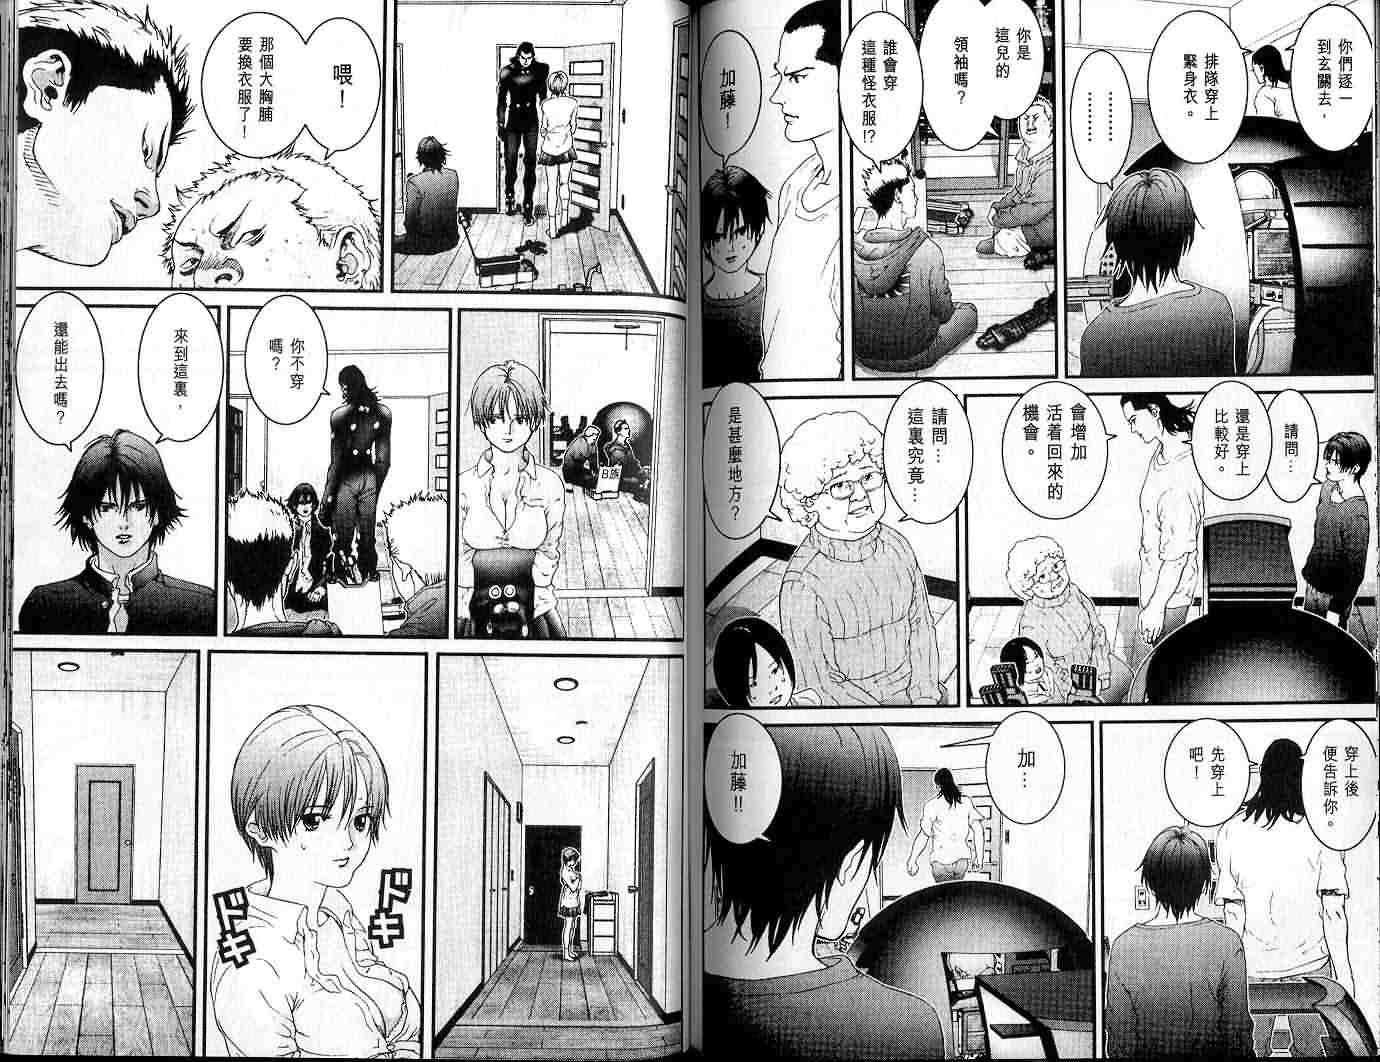 你們逐一
到玄關去，
排隊穿上
緊身衣。
………
你是
這兒的
領袖嗎？
誰會穿
這種怪衣服!?
加藤！
請問…
還是穿上
比較好。
會增加
活着回來的
機會。
請問…
這裏究竟…
是甚麼地方？
穿上後
便告訴你。
先穿上
吧！
加…
加藤!!
喂！
那個大胸脯
要換衣服了！
B族
你不穿
嗎？
來到這裏，
還能出去嗎？
ドキ
ドキ